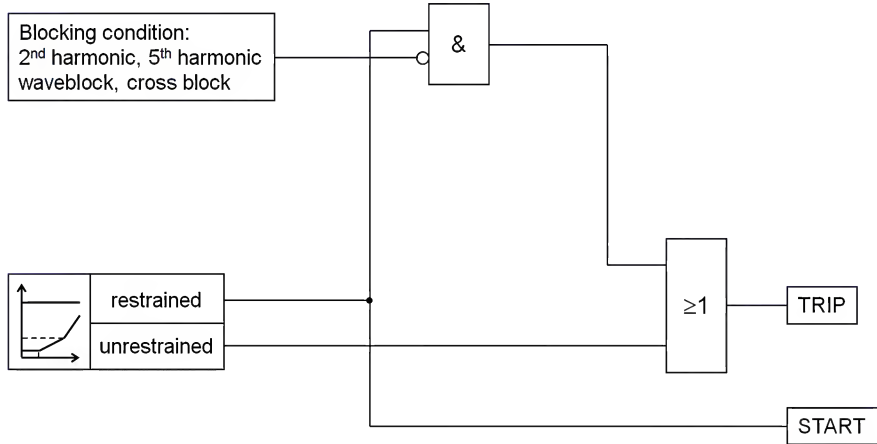 Blocking condition:
2nd harmonic, 5th harmonic
waveblock, cross block
&
restrained
unrestrained
≥1
TRIP
START